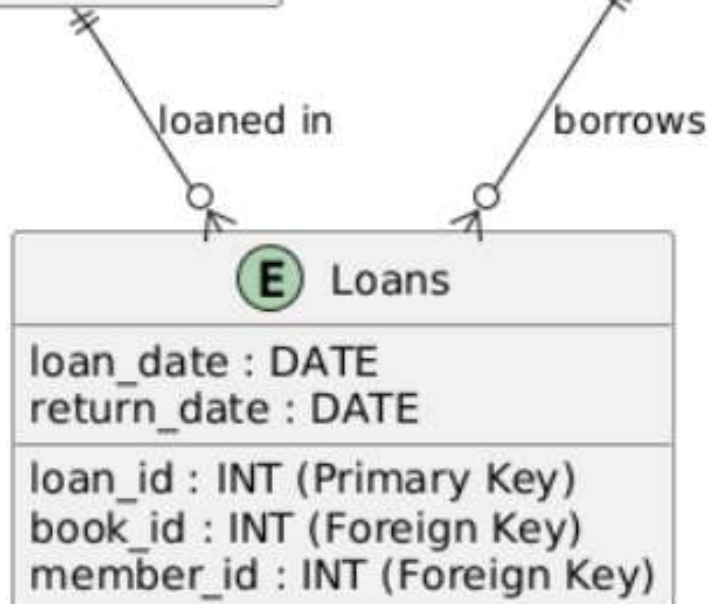 loaned in
borrows
E Loans
loan_date : DATE
return_date : DATE
loan_id : INT (Primary Key)
book_id : INT (Foreign Key)
member_id : INT (Foreign Key)